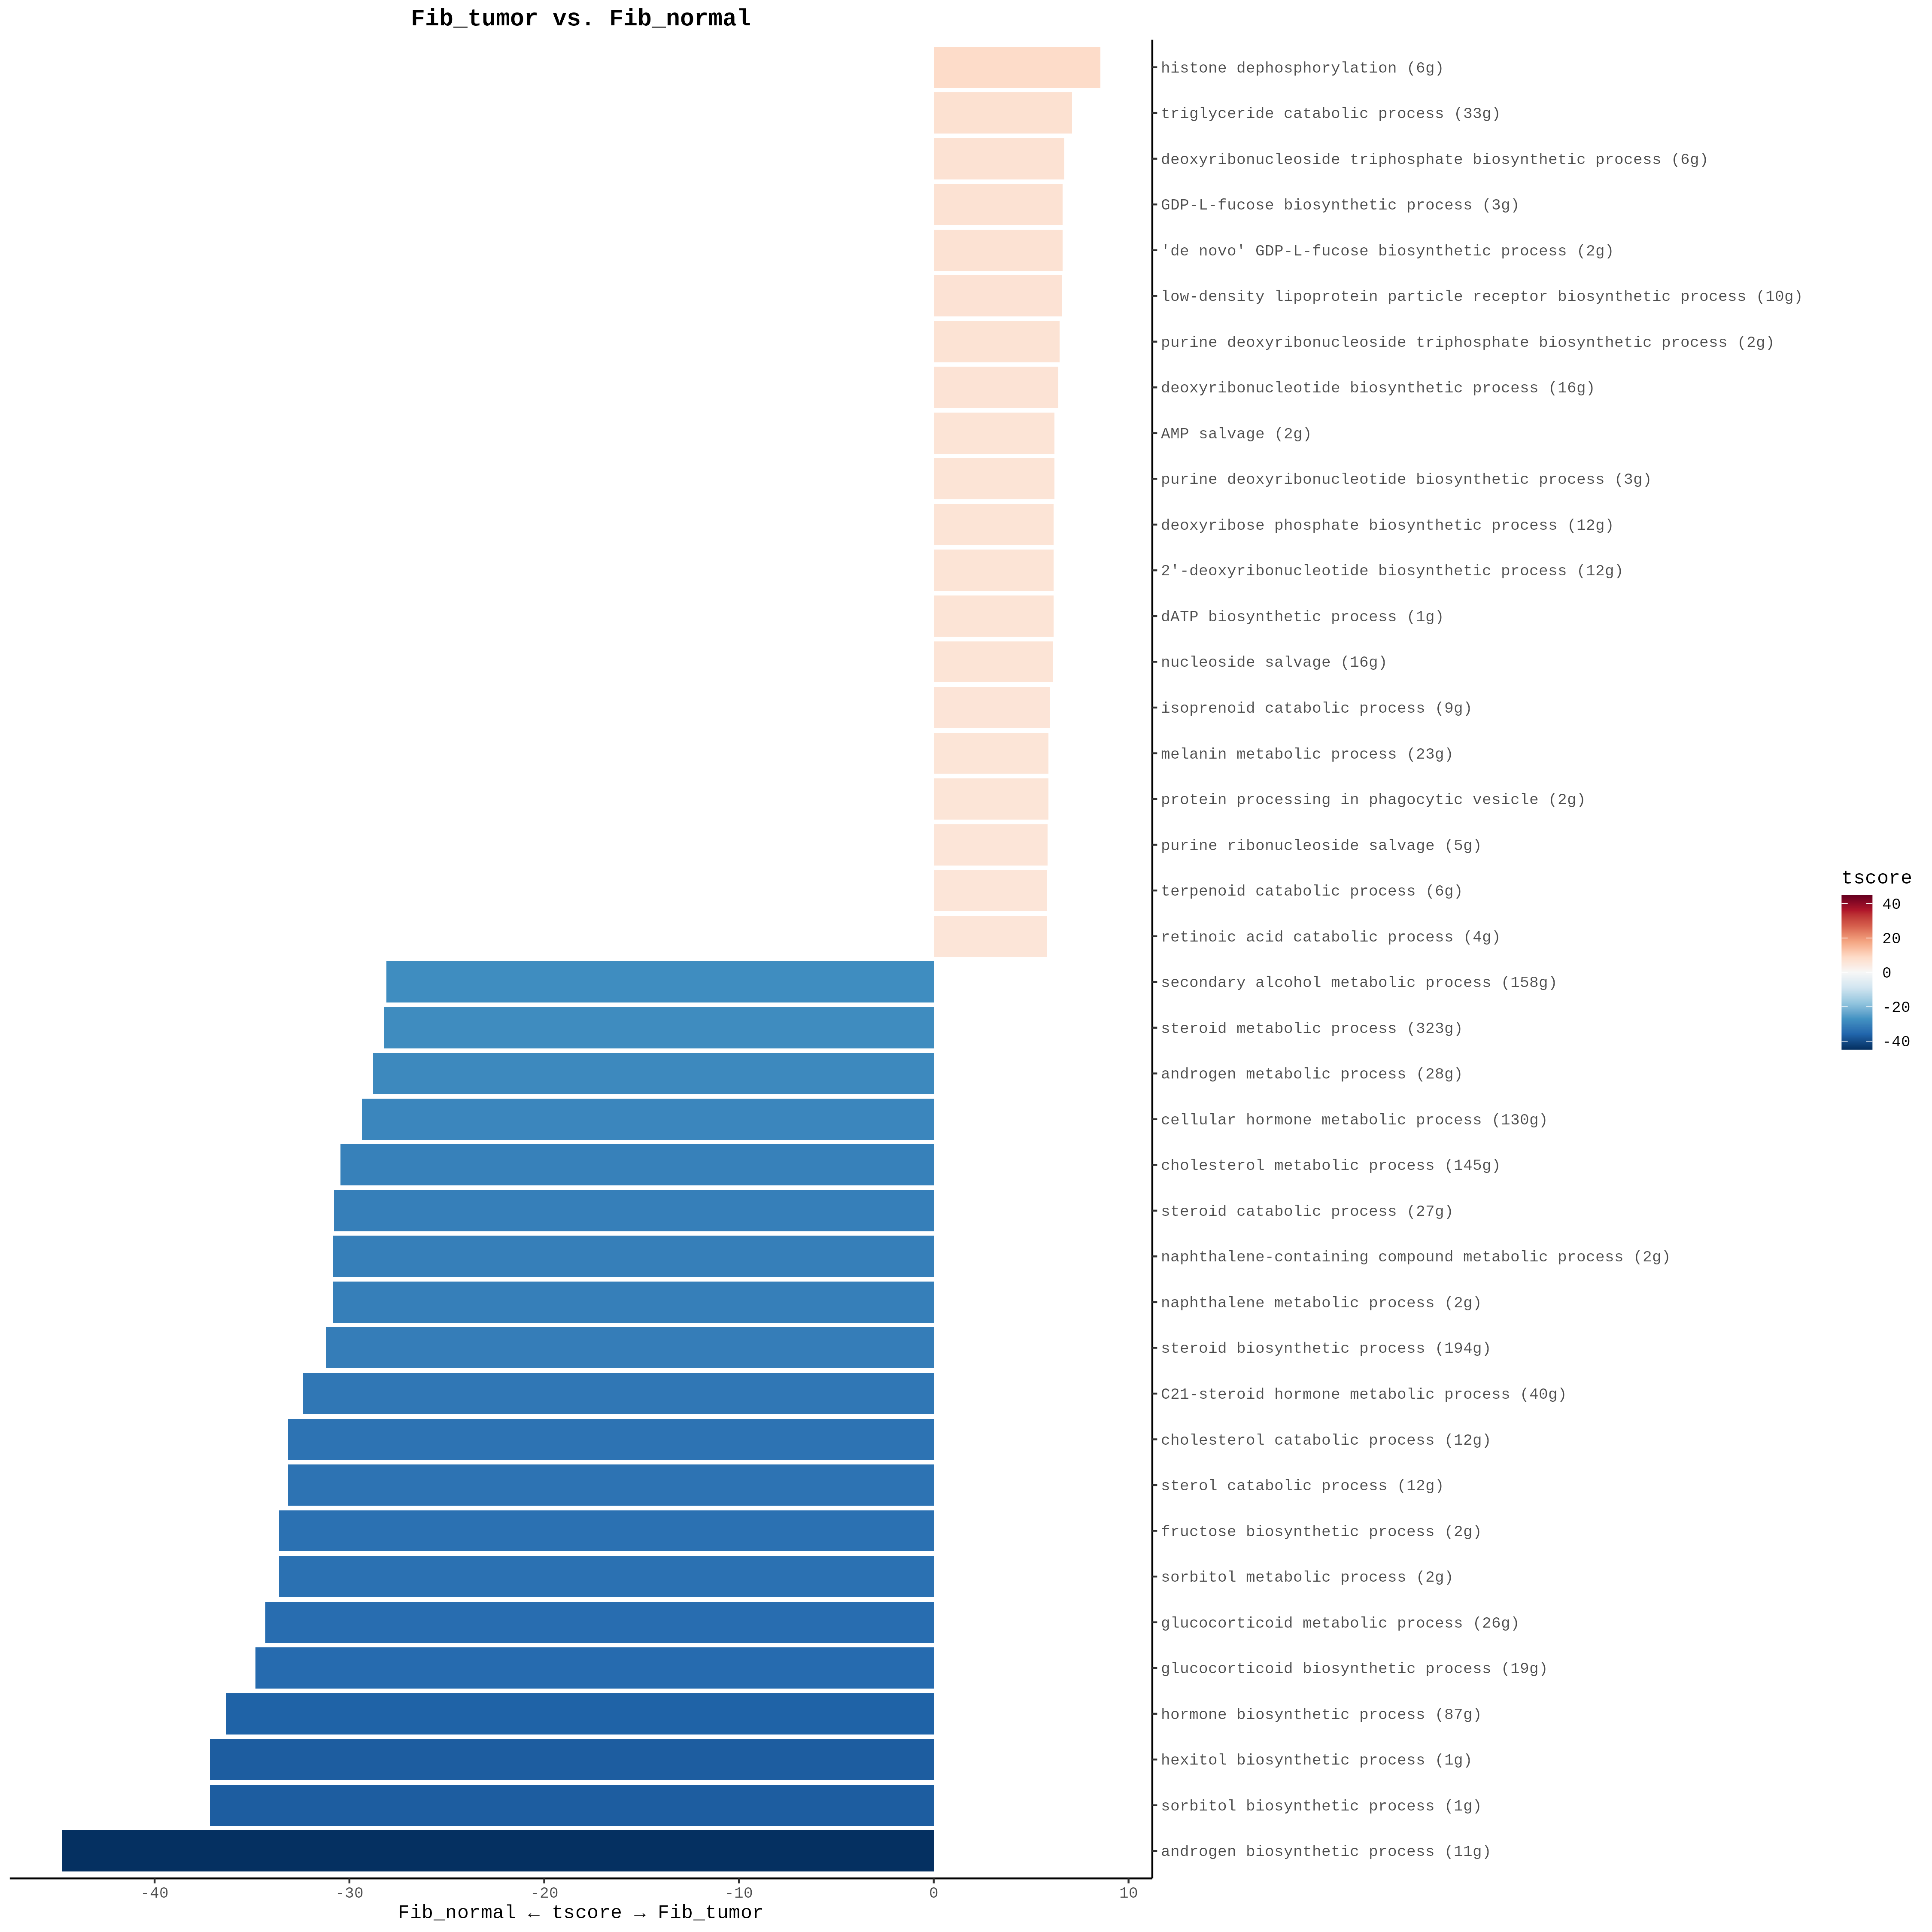 Fib_tumor vs. Fib_normal
histone dephosphorylation (6g)
triglyceride catabolic process (33g)
deoxyribonucleoside triphosphate biosynthetic process (6g)
GDP-L-fucose biosynthetic process (3g)
'de novo' GDP-L-fucose biosynthetic process (2g)
low-density lipoprotein particle receptor biosynthetic process (10g)
purine deoxyribonucleoside triphosphate biosynthetic process (2g)
deoxyribonucleotide biosynthetic process (16g)
AMP salvage (2g)
purine deoxyribonucleotide biosynthetic process (3g)
deoxyribose phosphate biosynthetic process (12g)
2'-deoxyribonucleotide biosynthetic process (12g)
dATP biosynthetic process (1g)
nucleoside salvage (16g)
isoprenoid catabolic process (9g)
melanin metabolic process (23g)
protein processing in phagocytic vesicle (2g)
purine ribonucleoside salvage (5g)
terpenoid catabolic process (6g)
retinoic acid catabolic process (4g)
secondary alcohol metabolic process (158g)
steroid metabolic process (323g)
androgen metabolic process (28g)
cellular hormone metabolic process (130g)
cholesterol metabolic process (145g)
steroid catabolic process (27g)
naphthalene-containing compound metabolic process (2g)
naphthalene metabolic process (2g)
steroid biosynthetic process (194g)
C21-steroid hormone metabolic process (40g)
cholesterol catabolic process (12g)
sterol catabolic process (12g)
fructose biosynthetic process (2g)
sorbitol metabolic process (2g)
glucocorticoid metabolic process (26g)
glucocorticoid biosynthetic process (19g)
hormone biosynthetic process (87g)
hexitol biosynthetic process (1g)
sorbitol biosynthetic process (1g)
androgen biosynthetic process (11g)
-40 -30 -20 -10 0 10
Fib_normal ← tscore → Fib_tumor
tscore
40
20
0
-20
-40